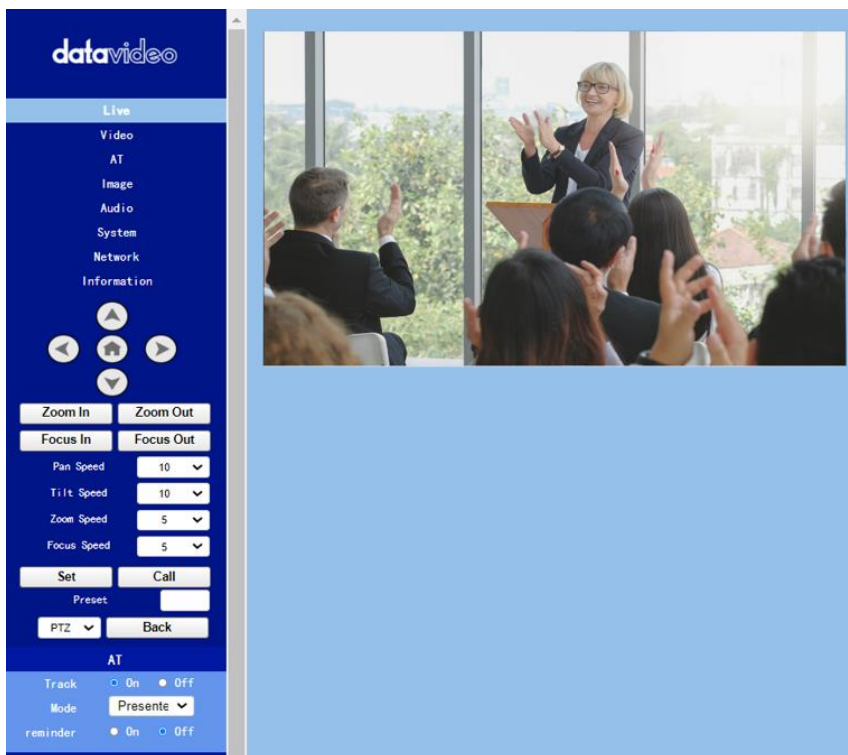 datavideo
Live
Video
AT
Image
Audio
System
Network
Information
Zoom In Zoom Out
Focus In Focus Out
Pan Speed 10
Tilt Speed 10
Zoom Speed 5
Focus Speed 5
Set Call
Preset
PTZ Back
AT
Track On Off
Mode Presente
reminder On Off